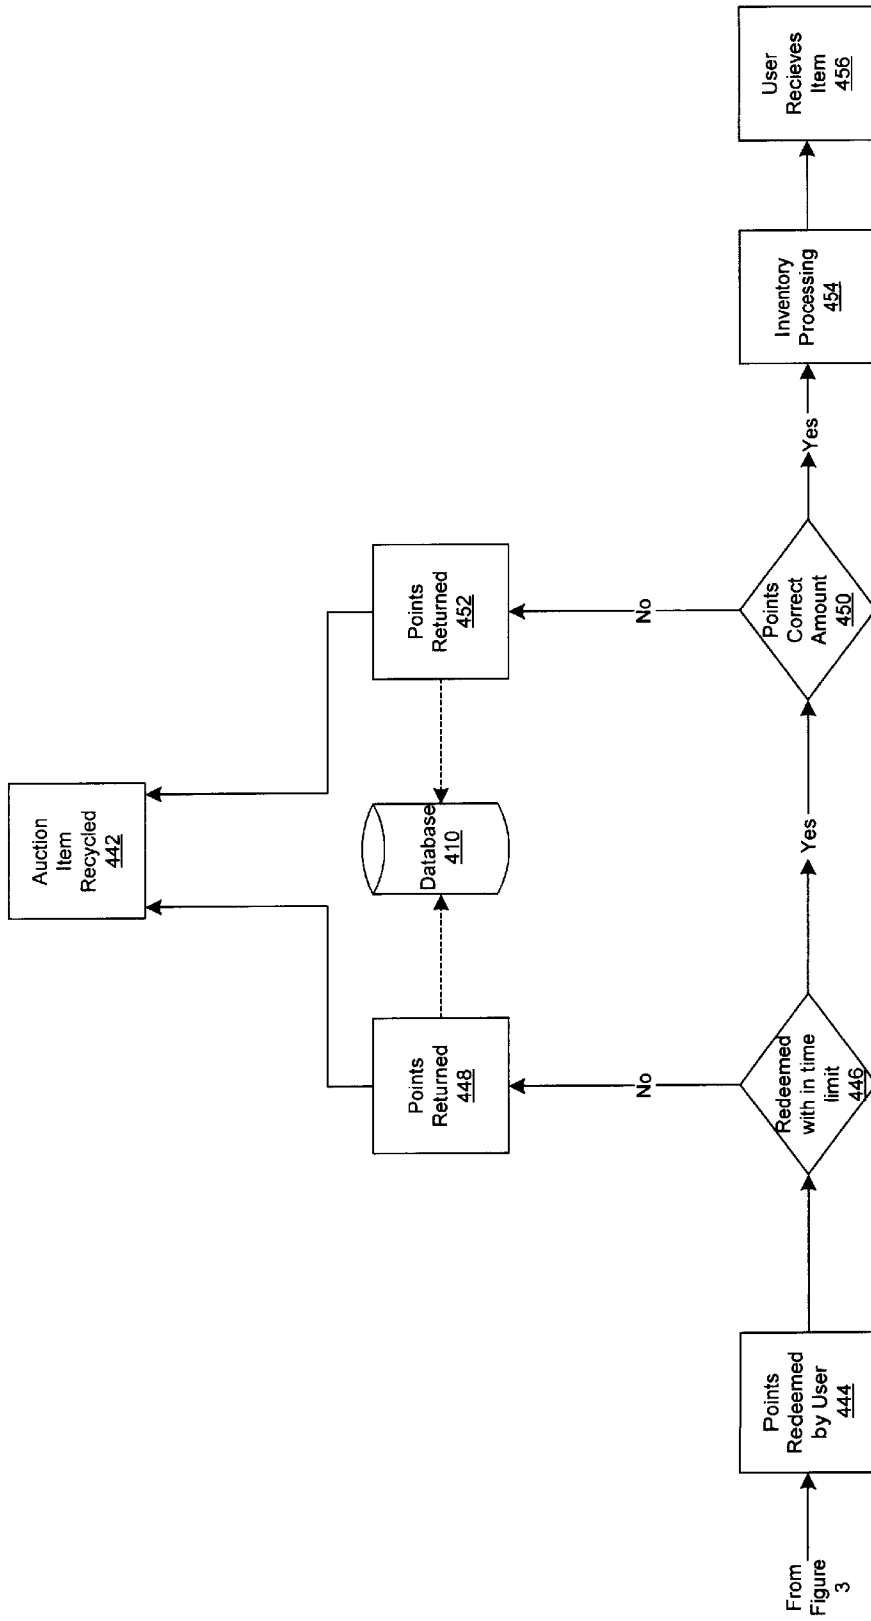 User
Recieves
Item
456
Inventory
Processing
454
Yes
Auction
Item
Recycled
442
Points
Returned
452
No
Points
Correct
Amount
450
Database
410
Yes
Points
Returned
448
No
Redeemed
with in time
limit
446
Points
Redeemed
by User
444
From
Figure
3